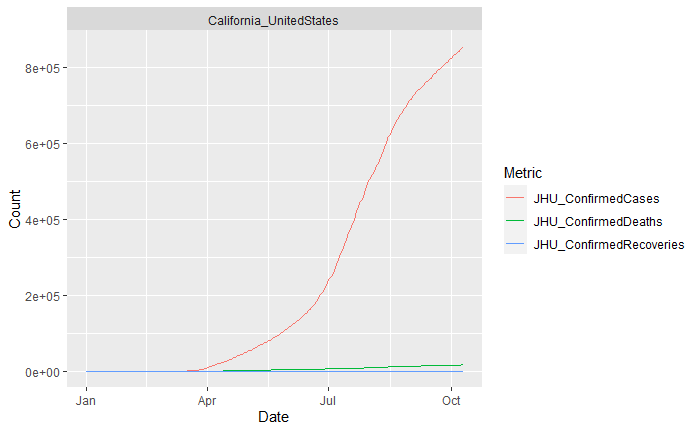 California_UnitedStates
8e+05
6e+05
4e+05
2e+05
0e+00
Count
Jan
Apr
Jul
Oct
Date
Metric
JHU_ConfirmedCases
JHU_ConfirmedDeaths
JHU_ConfirmedRecoveries